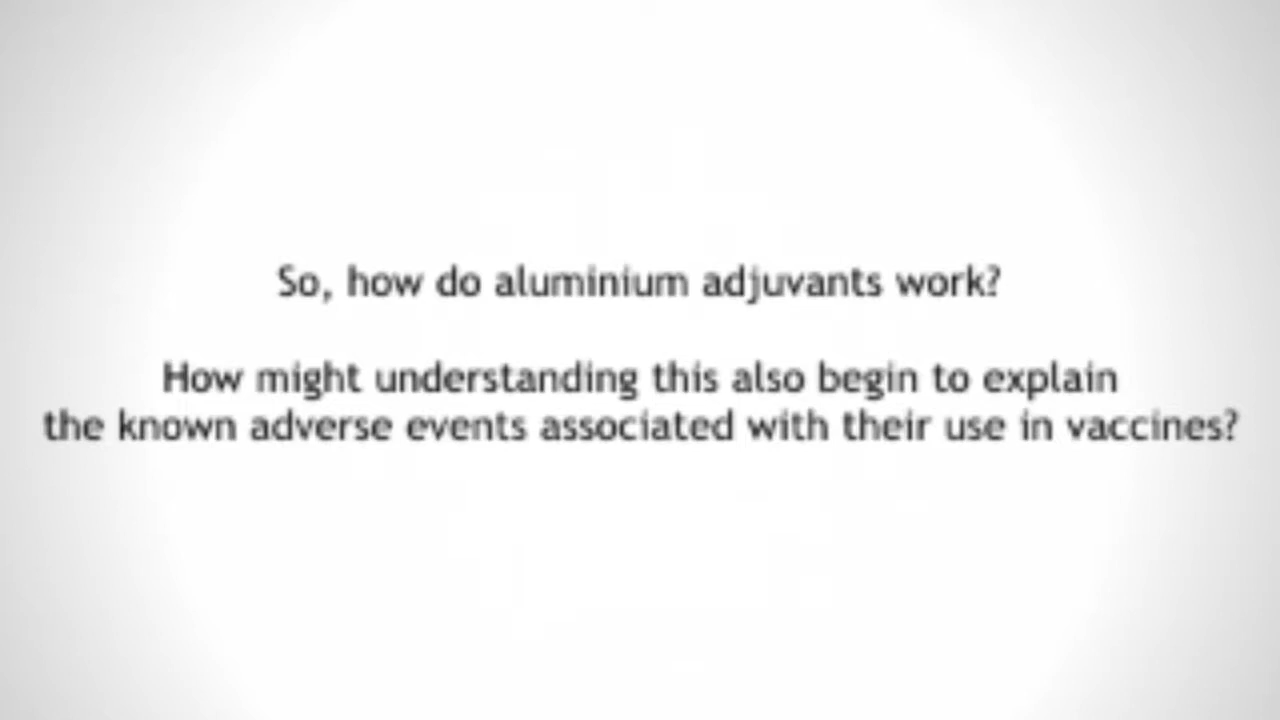 So, how do aluminium adjuvants work?
How might understanding this also begin to explain
the known adverse events associated with their use in vaccines?